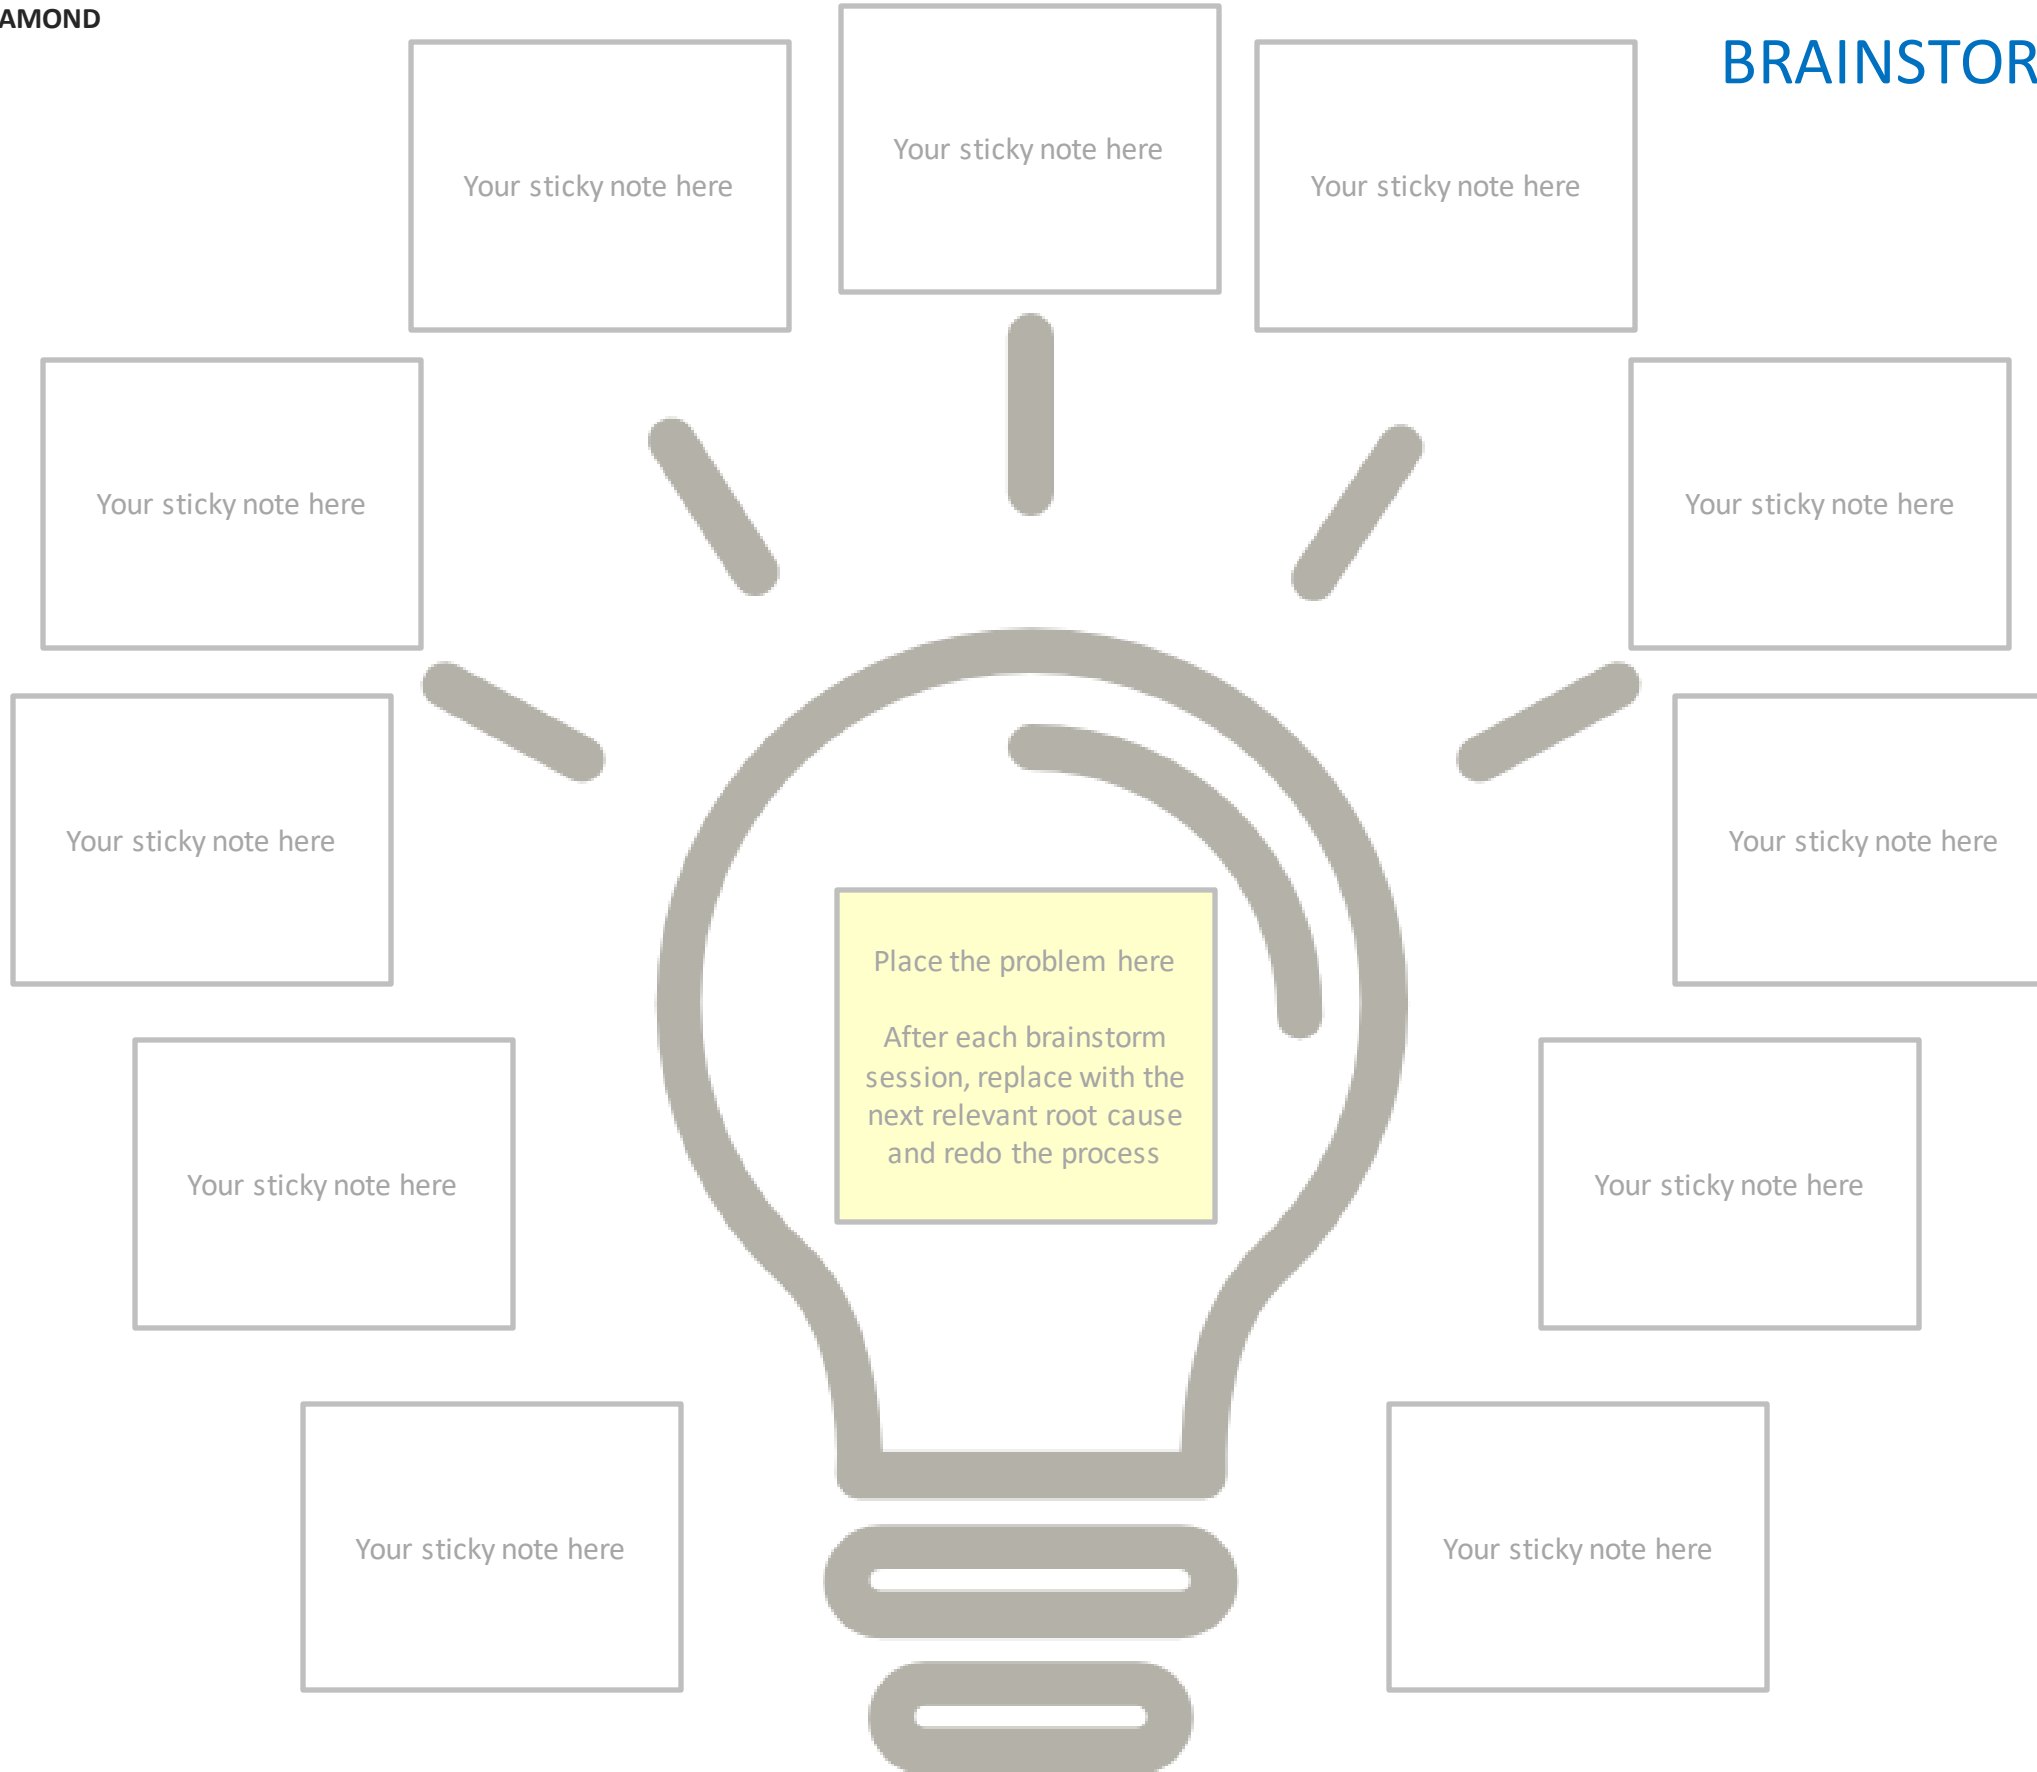 AMOND
BRAINSTOR
Your sticky note here
Your sticky note here
Your sticky note here
Your sticky note here
Your sticky note here
Your sticky note here
Your sticky note here
Place the problem here
After each brainstorm
session, replace with the
next relevant root cause
and redo the process
Your sticky note here
Your sticky note here
Your sticky note here
Your sticky note here